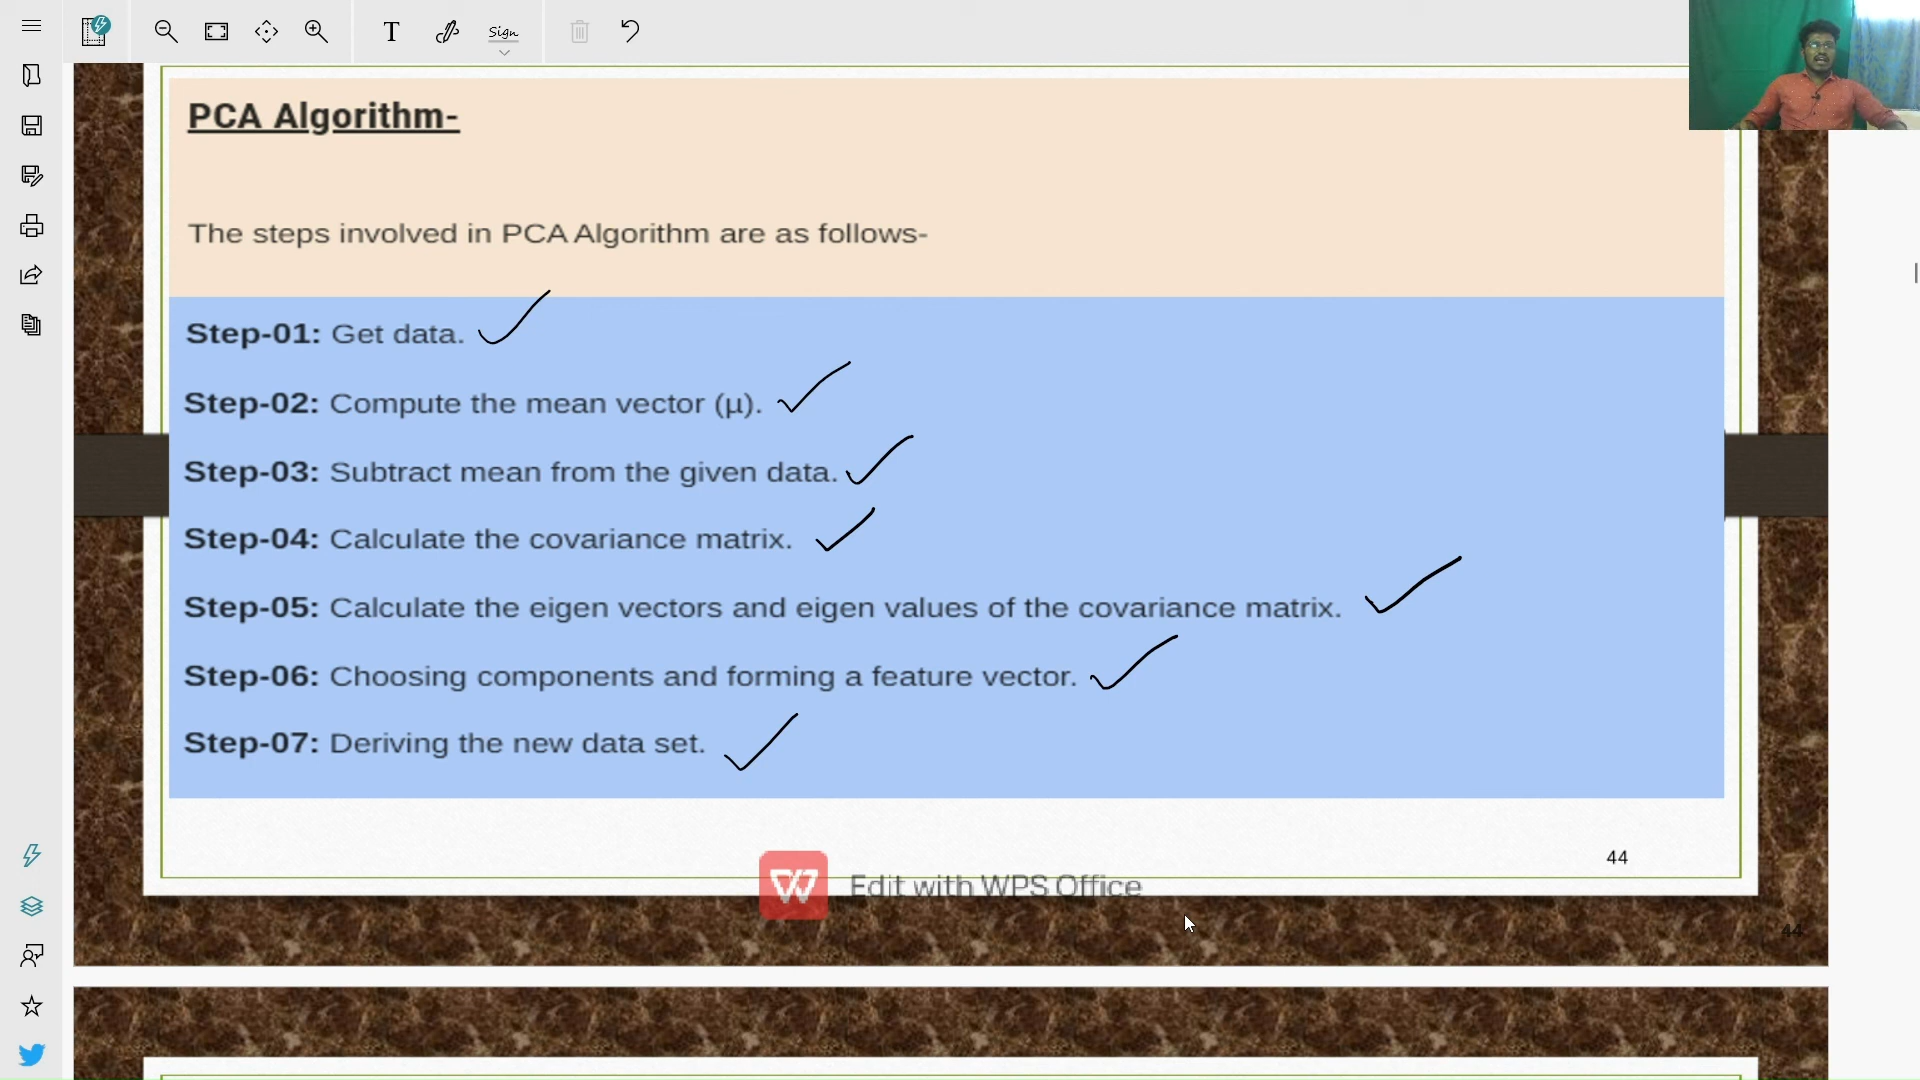 Sign
PCA Algorithm-
The steps involved in PCA Algorithm are as follows-
Step-01: Get data.
Step-02: Compute the mean vector (µ).
Step-03: Subtract mean from the given data.
Step-04: Calculate the covariance matrix.
Step-05: Calculate the eigen vectors and eigen values of the covariance matrix.
Step-06: Choosing components and forming a feature vector.
Step-07: Deriving the new data set.
44
Edit with WPS Office
44